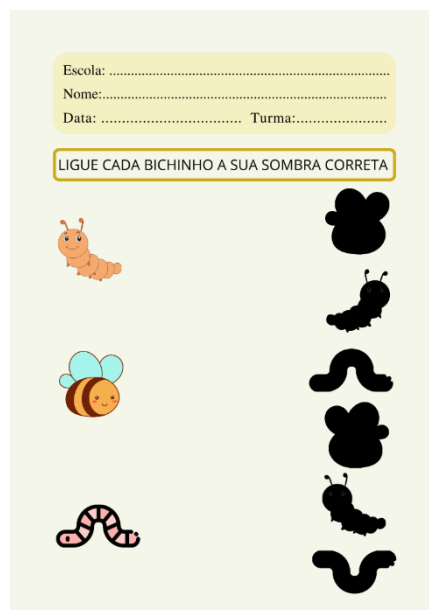 Escola: ..............................................................................
Nome:...............................................................................
Data: ................................ Turma:.....................
LIGUE CADA BICHINHO A SUA SOMBRA CORRETA